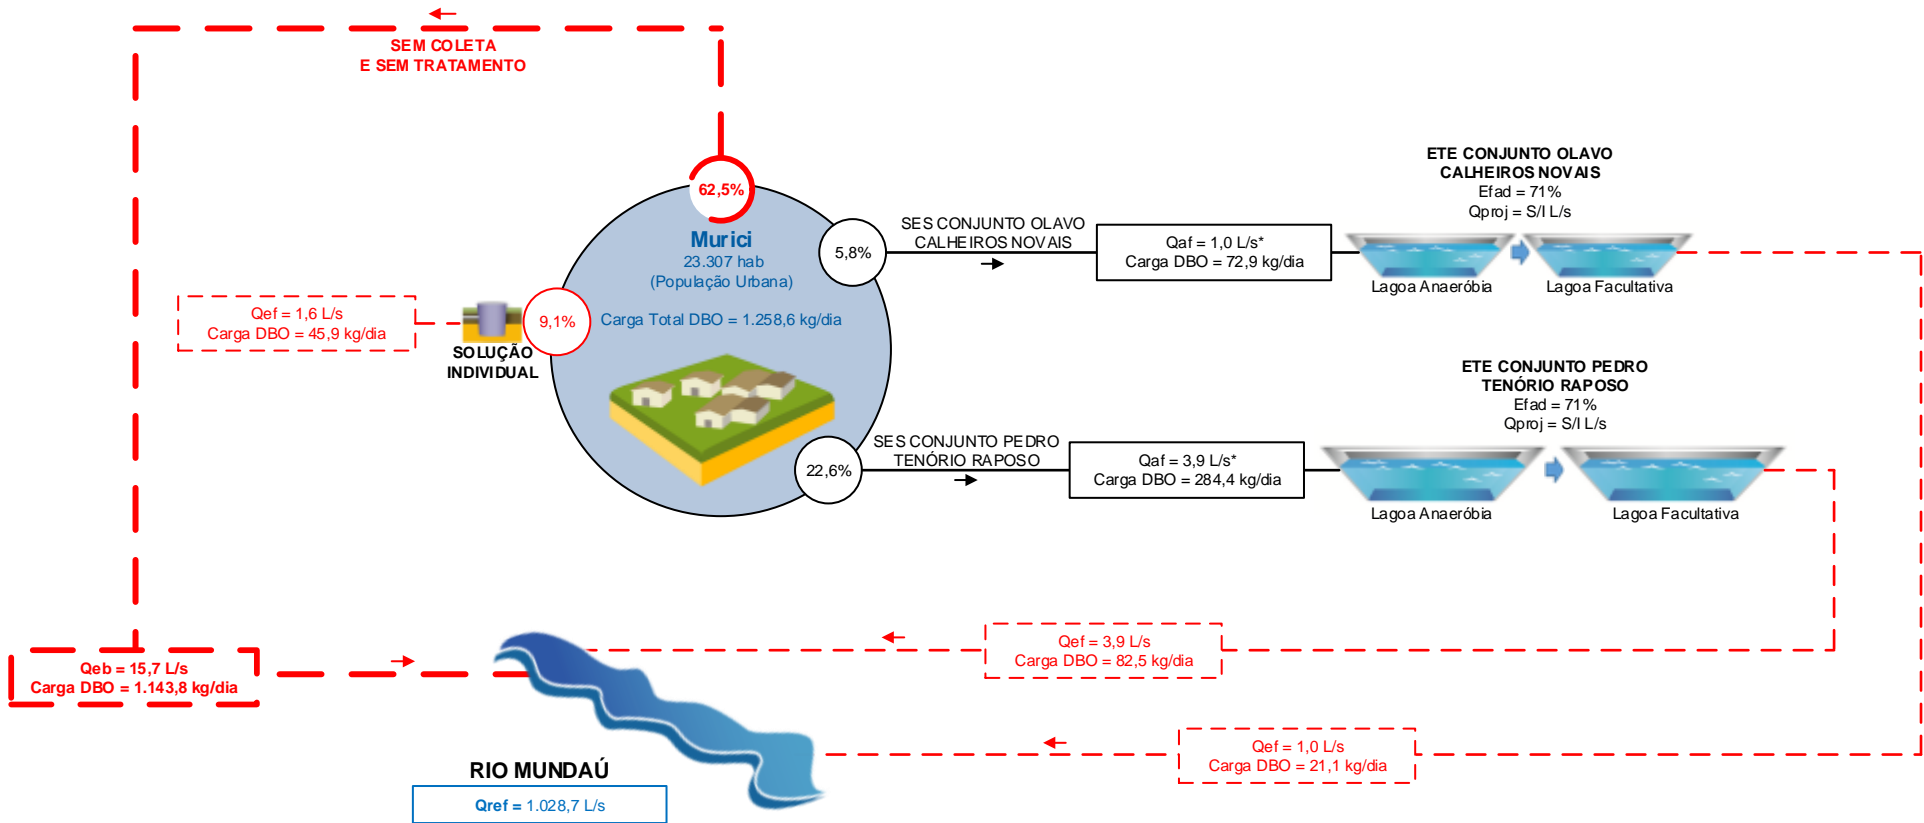 SEM COLETA
E SEM TRATAMENTO
62,5%
Murici
23.307 hab
(População Urbana)
Carga Total DBO = 1.258,6 kg/dia
5,8%
SES CONJUNTO OLAVO
CALHEIROS NOVAIS
Qaf = 1,0 L/s*
Carga DBO = 72,9 kg/dia
ETE CONJUNTO OLAVO
CALHEIROS NOVAIS
Efad = 71%
Qproj = S/I L/s
Lagoa Anaeróbia
Lagoa Facultativa
Qef = 1,6 L/s
Carga DBO = 45,9 kg/dia
SOLUÇÃO
INDIVIDUAL
9,1%
22,6%
SES CONJUNTO PEDRO
TENÓRIO RAPOSO
Qaf = 3,9 L/s*
Carga DBO = 284,4 kg/dia
ETE CONJUNTO PEDRO
TENÓRIO RAPOSO
Efad = 71%
Qproj = S/I L/s
Lagoa Anaeróbia
Lagoa Facultativa
Qeb = 15,7 L/s
Carga DBO = 1.143,8 kg/dia
Qef = 3,9 L/s
Carga DBO = 82,5 kg/dia
Qef = 1,0 L/s
Carga DBO = 21,1 kg/dia
RIO MUNDAÚ
Qref = 1.028,7 L/s